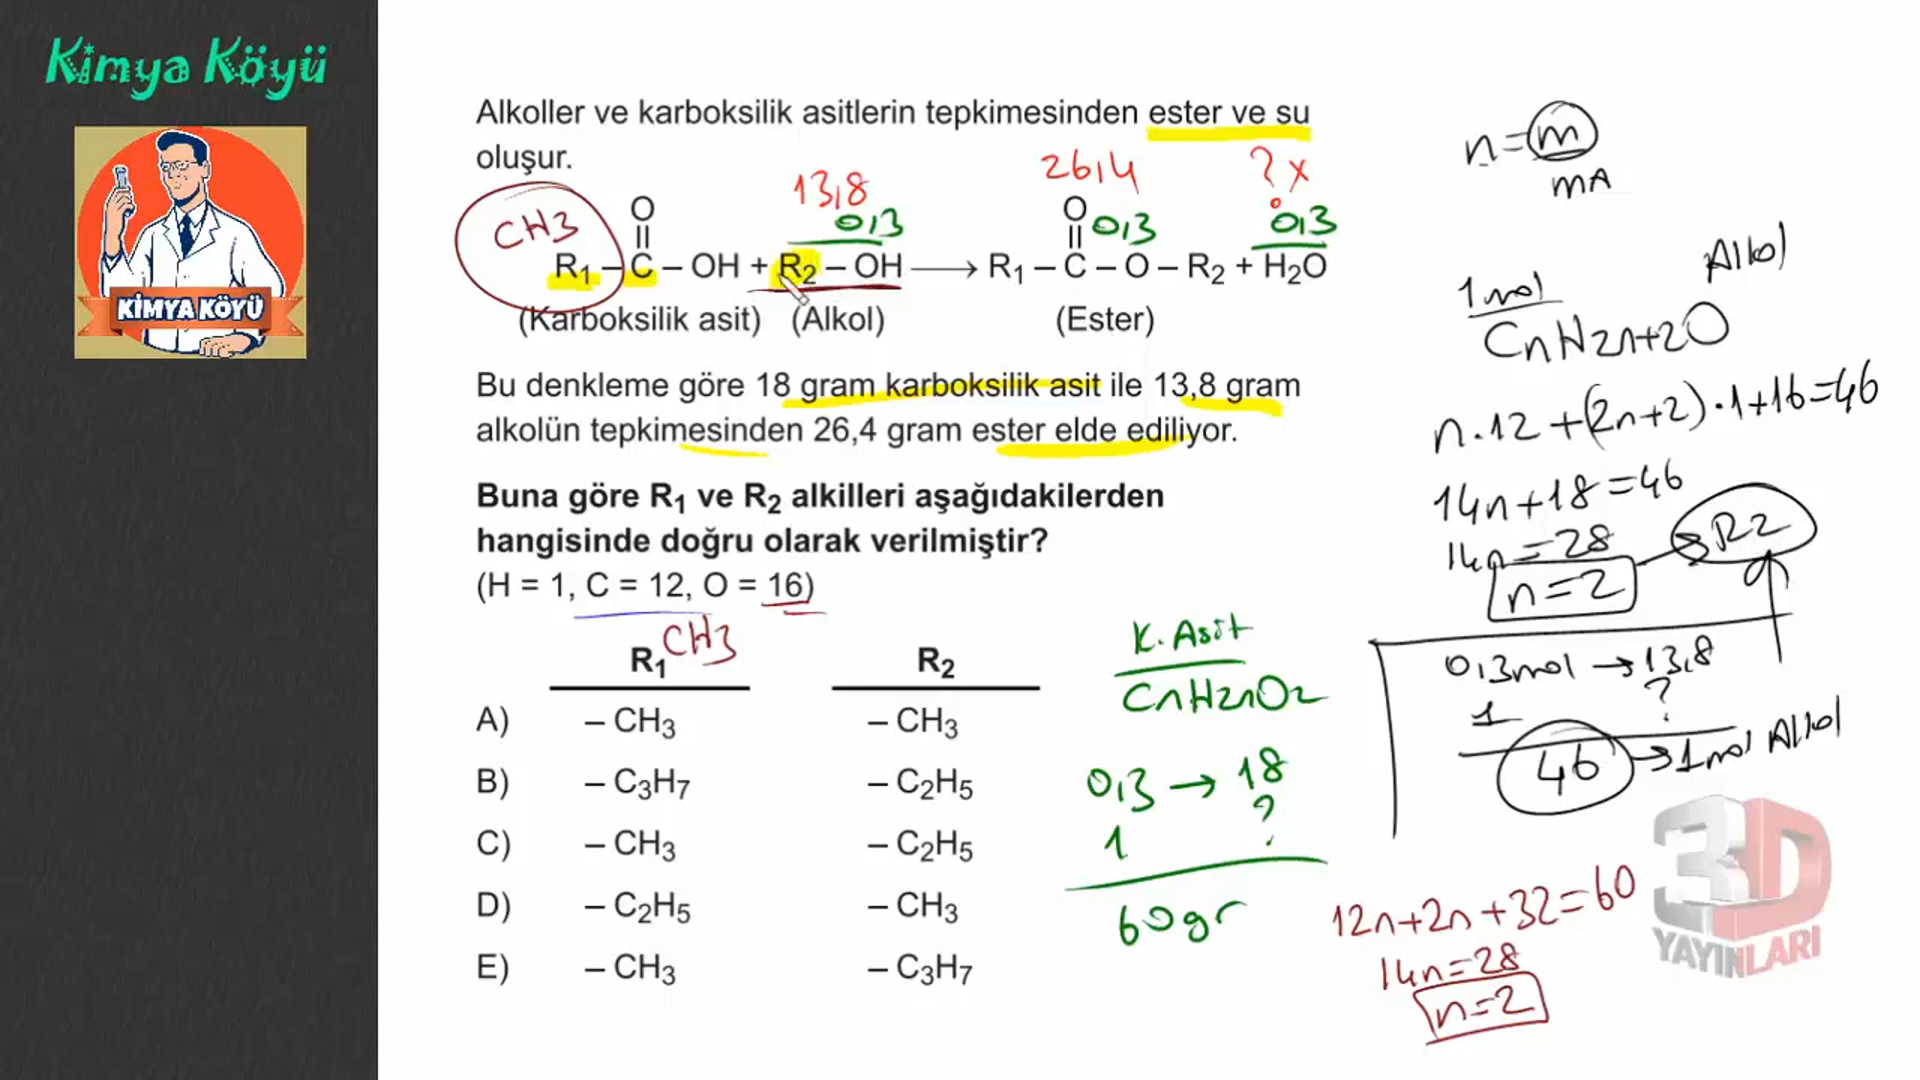 Kimya Köyü
KİMYA KÖYÜ
Alkoller ve karboksilik asitlerin tepkimesinden ester ve su
oluşur.
13,8
26,4
? x
CH3
O
0,3
O
0,3
0,3
R1 – C – OH + R2 – OH ⟶ R1 – C – O – R2 + H2O
(Karboksilik asit) (Alkol) (Ester)
Bu denkleme göre 18 gram karboksilik asit ile 13,8 gram
alkolün tepkimesinden 26,4 gram ester elde ediliyor.
Buna göre R1 ve R2 alkilleri aşağıdakilerden
hangisinde doğru olarak verilmiştir?
(H = 1, C = 12, O = 16)
R1 CH3 R2
A) – CH3 – CH3
B) – C3H7 – C2H5
C) – CH3 – C2H5
D) – C2H5 – CH3
E) – CH3 – C3H7
K. Asit
CnH2nO2
0,3 → 18
1 ?
60 gr
n = m
mA
Alkol
1 mol
CnH2n+2O
n.12 + (2n+2).1+16=46
14n+18=46
14n=28
n=2 → R2
0,3mol → 13,8
1 ?
46 → 1mol Alkol
12n+2n+32=60
14n=28
n=2
3D
YAYINLARI